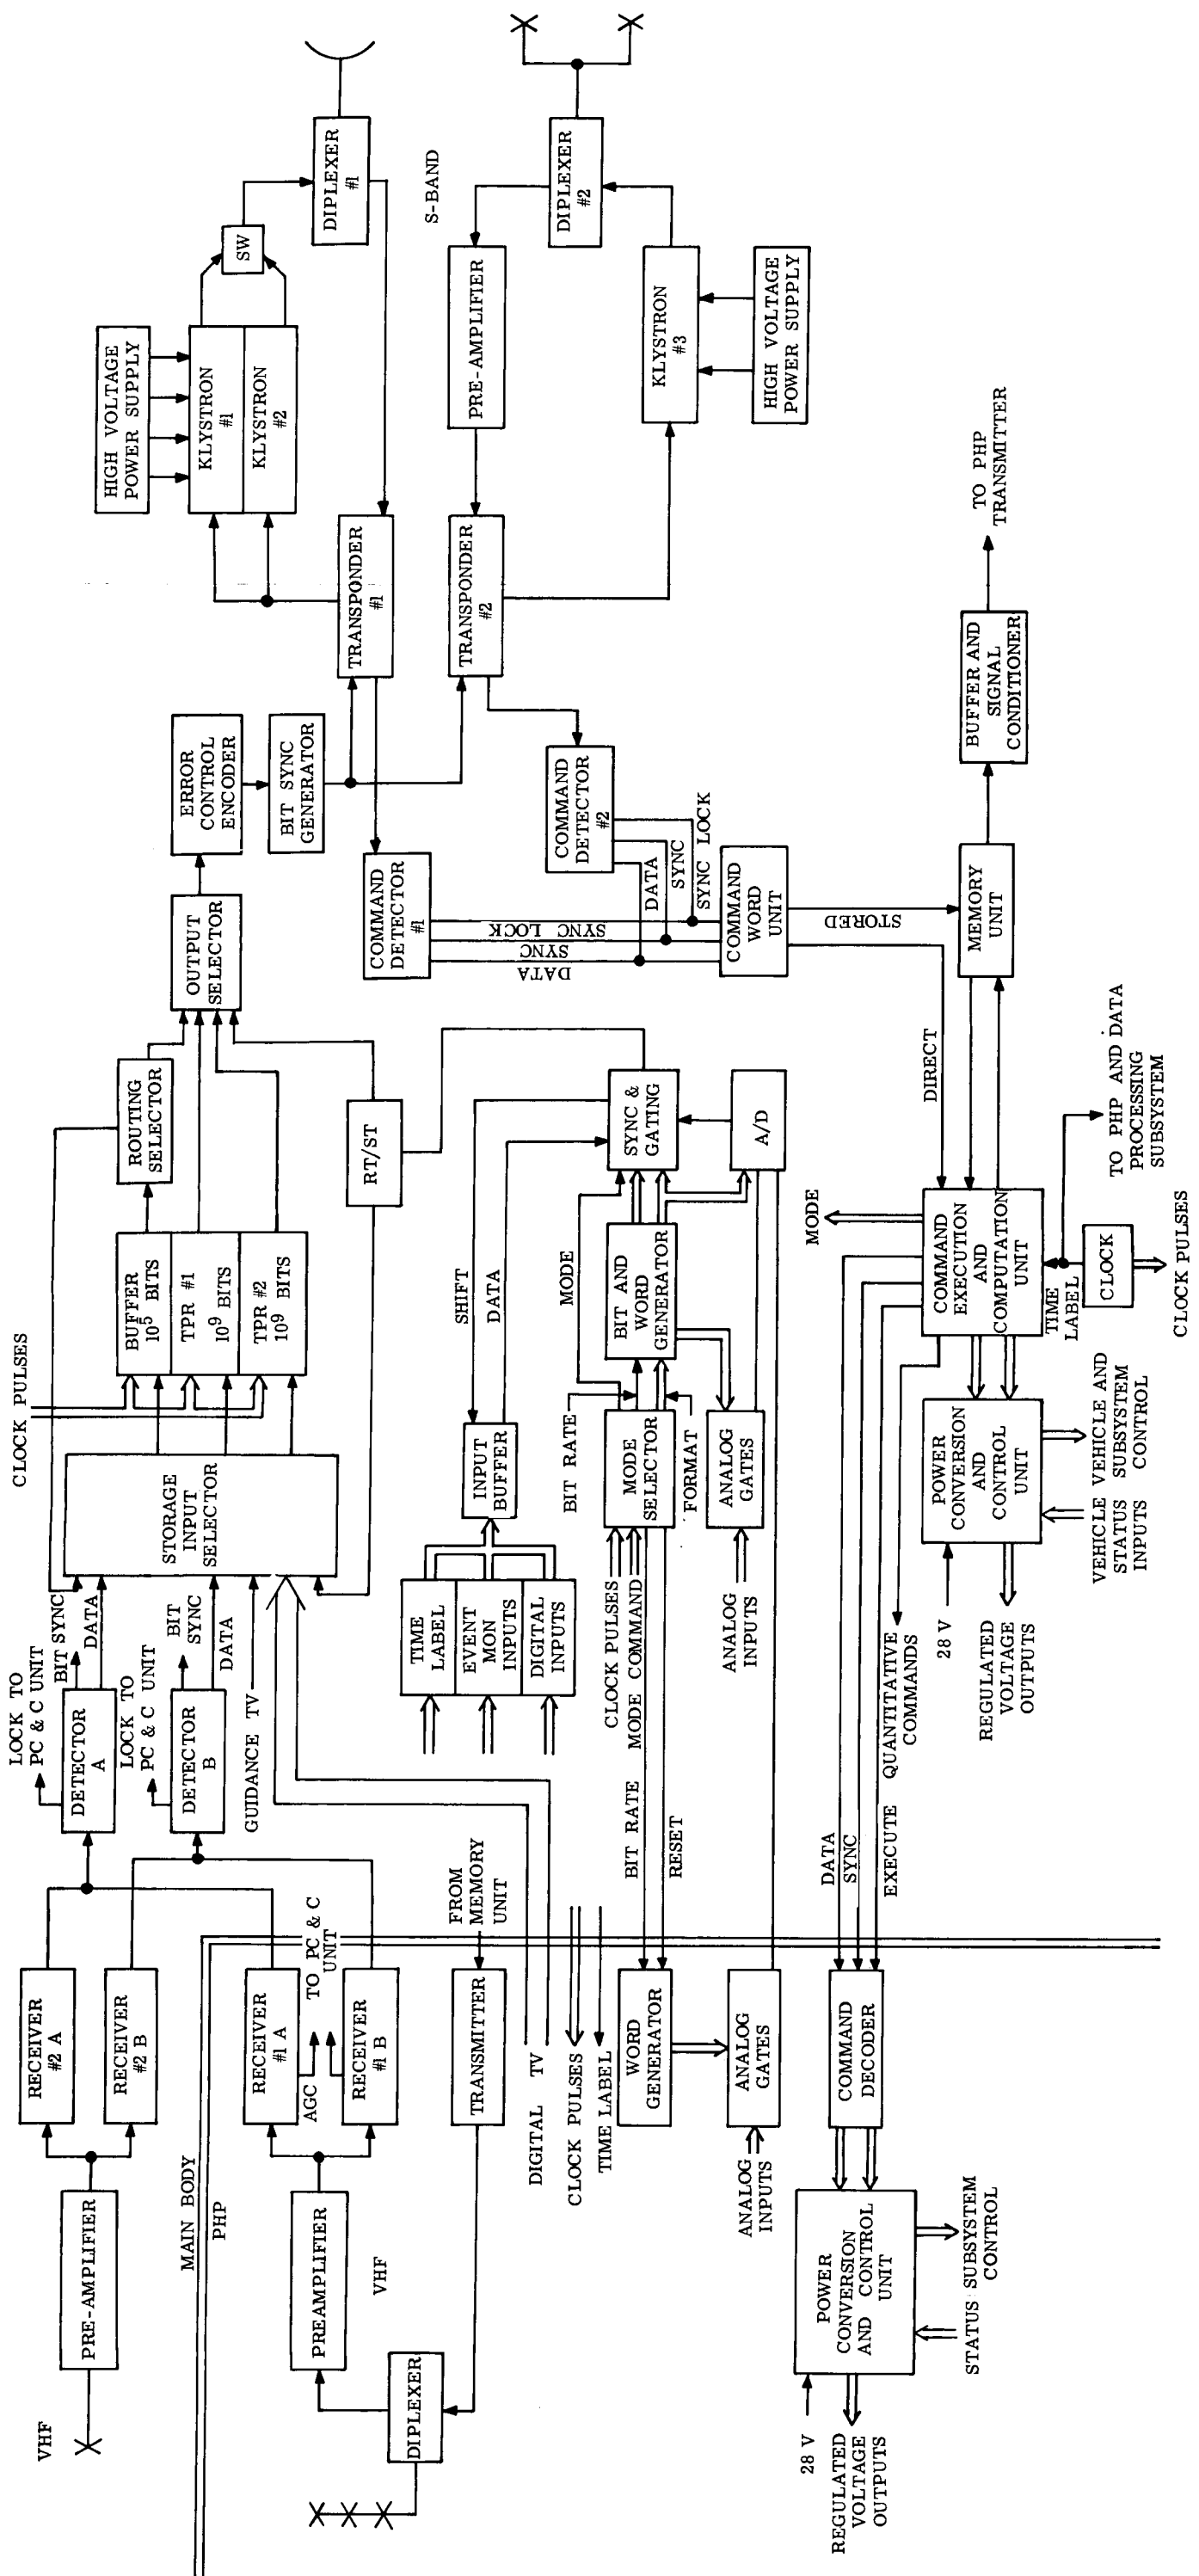 VHF
PRE-AMPLIFIER
RECEIVER
#2 A
RECEIVER
#2 B
LOCK TO
PC & C UNIT
DETECTOR
A
BIT SYNC
DATA
LOCK TO
PC & C UNIT
DETECTOR
B
BIT
SYNC
DATA
GUIDANCE TV
MAIN BODY
PHP
VHF
PREAMPLIFIER
DIPLEXER
RECEIVER
#1 A
AGC
TO PC & C
UNIT
RECEIVER
#1 B
TRANSMITTER
FROM
MEMORY
UNIT
DIGITAL TV
CLOCK PULSES
TIME LABEL
STORAGE
INPUT
SELECTOR
CLOCK PULSES
BUFFER
10⁵ BITS
TPR #1
10⁹ BITS
TPR #2
10⁹ BITS
ROUTING
SELECTOR
RT/ST
OUTPUT
SELECTOR
ERROR
CONTROL
ENCODER
BIT SYNC
GENERATOR
HIGH VOLTAGE
POWER SUPPLY
KLYSTRON
#1
KLYSTRON
#2
SW
DIPLEXER
#1
TRANSPONDER
#1
S-BAND
PRE-AMPLIFIER
DIPLEXER
#2
TRANSPONDER
#2
KLYSTRON
#3
HIGH VOLTAGE
POWER SUPPLY
COMMAND
DETECTOR
#1
DATA
SYNC
SYNC LOCK
COMMAND
DETECTOR
#2
DATA
SYNC
SYNC LOCK
COMMAND
WORD
UNIT
DIRECT
STORED
MEMORY
UNIT
BUFFER AND
SIGNAL
CONDITIONER
TO PHP
TRANSMITTER
TIME
LABEL
EVENT
MON
INPUTS
DIGITAL
INPUTS
INPUT
BUFFER
SHIFT
DATA
MODE
SYNC &
GATING
A/D
BIT AND
WORD
GENERATOR
BIT RATE
FORMAT
MODE
SELECTOR
CLOCK PULSES
MODE COMMAND
ANALOG
GATES
ANALOG
INPUTS
BIT RATE
RESET
WORD
GENERATOR
ANALOG
GATES
ANALOG
INPUTS
DATA
SYNC
EXECUTE
QUANTITATIVE
COMMANDS
MODE
COMMAND
EXECUTION
AND
COMPUTATION
UNIT
TIME
LABEL
CLOCK
CLOCK PULSES
TO PHP AND DATA
PROCESSING
SUBSYSTEM
POWER
CONVERSION
AND
CONTROL
UNIT
28 V
REGULATED
VOLTAGE
OUTPUTS
VEHICLE
STATUS
INPUTS
VEHICLE AND
SUBSYSTEM
CONTROL
COMMAND
DECODER
POWER
CONVERSION
AND CONTROL
UNIT
28 V
REGULATED
VOLTAGE
OUTPUTS
STATUS
SUBSYSTEM
CONTROL